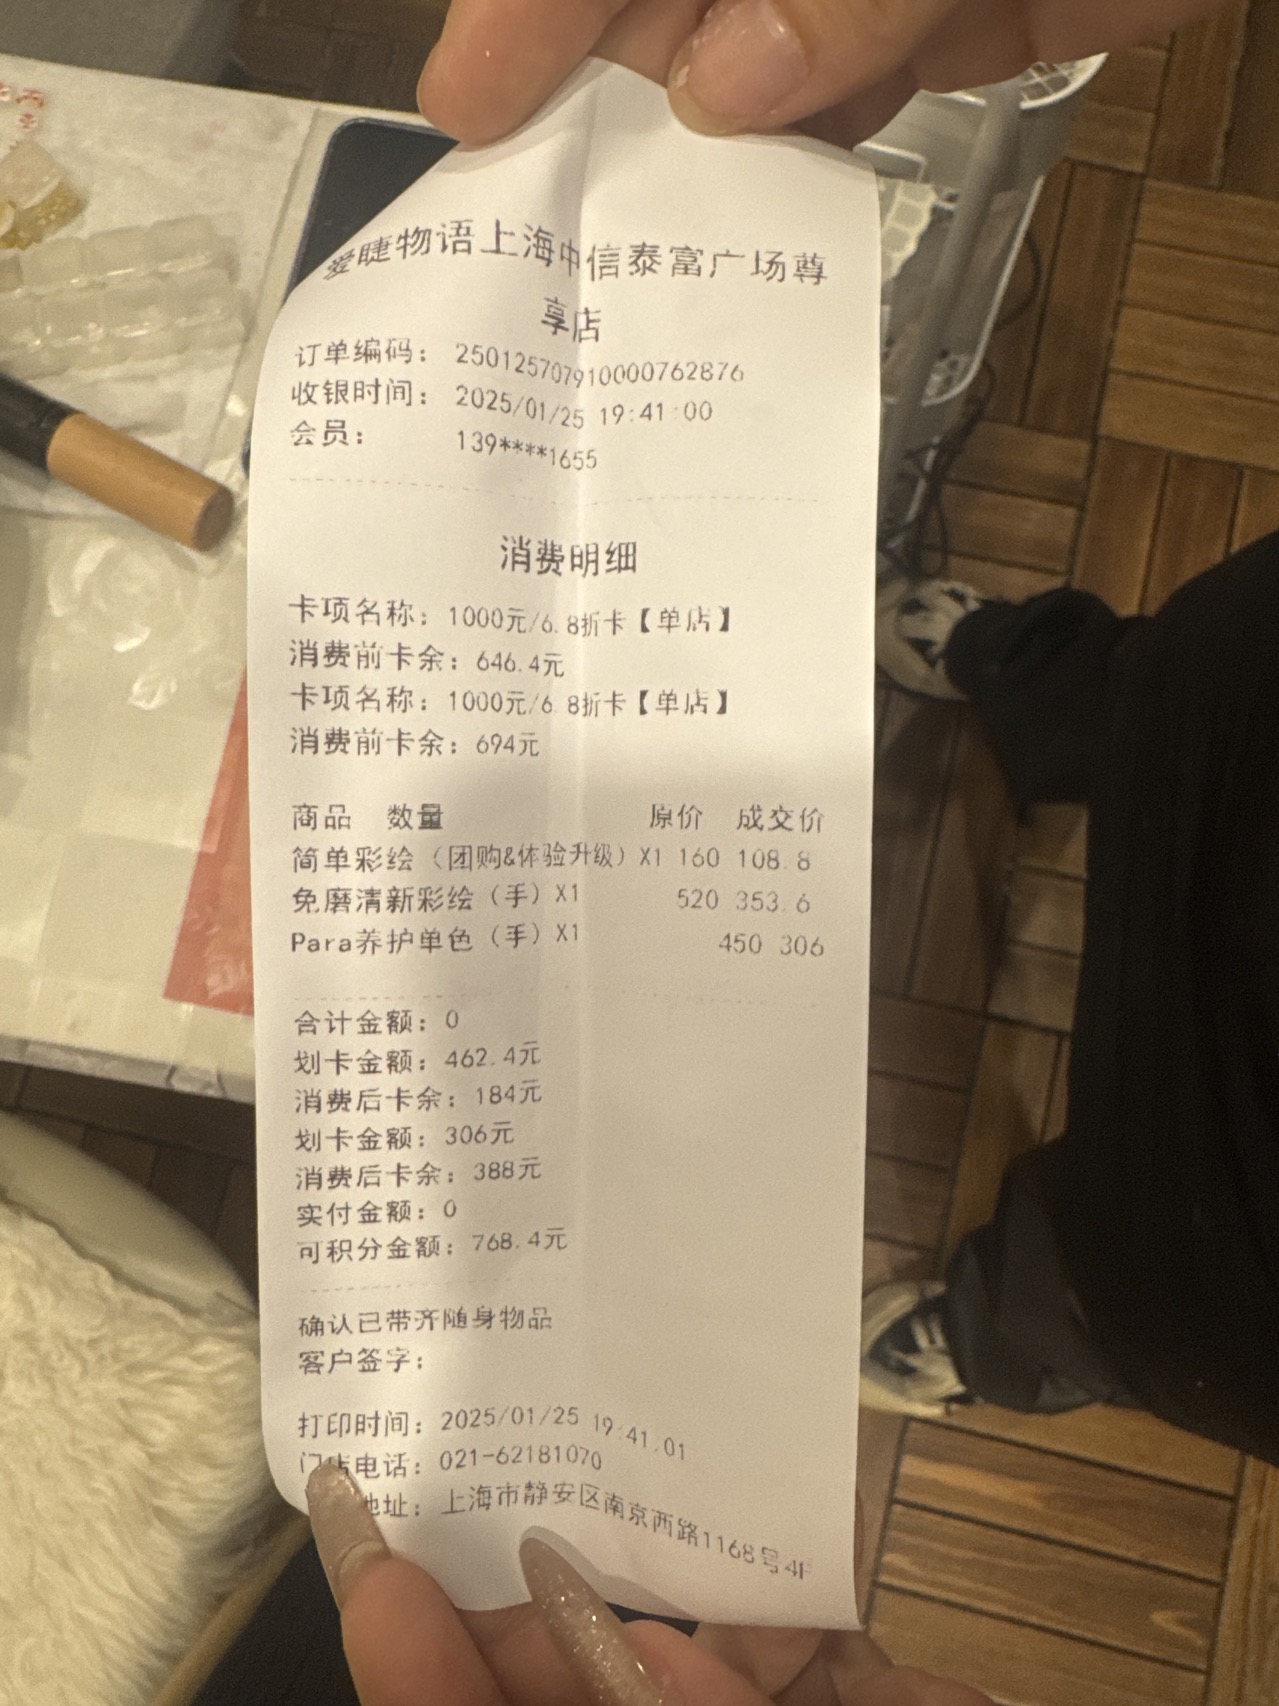 爱睫物语上海中信泰富广场尊
享店
订单编码： 250125707910000762876
收银时间： 2025/01/25 19:41:00
会员： 139****1655
消费明细
卡项名称：1000元/6.8折卡【单店】
消费前卡余：646.4元
卡项名称：1000元/6.8折卡【单店】
消费前卡余：694元
商品 数量 原价 成交价
简单彩绘（团购&体验升级）X1 160 108.8
免磨清新彩绘（手）X1 520 353.6
Para养护单色（手）X1 450 306
合计金额：0
划卡金额：462.4元
消费后卡余：184元
划卡金额：306元
消费后卡余：388元
实付金额：0
可积分金额：768.4元
确认已带齐随身物品
客户签字：
打印时间：2025/01/25 19:41:01
门店电话：021-62181070
地址：上海市静安区南京西路1168号4F